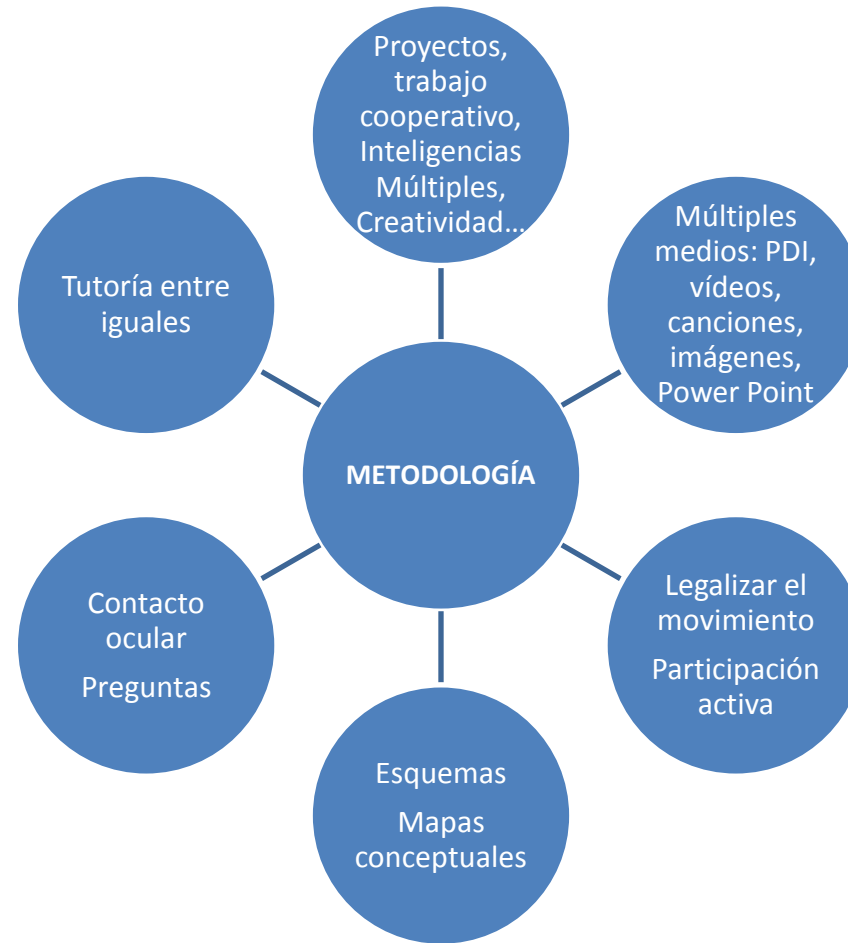 Proyectos,
trabajo
cooperativo,
Inteligencias
Múltiples,
Creatividad...
Múltiples
medios: PDI,
vídeos,
canciones,
imágenes,
Power Point
Legalizar el
movimiento
Participación
activa
Esquemas
Mapas
conceptuales
Contacto
ocular
Preguntas
Tutoría entre
iguales
METODOLOGÍA